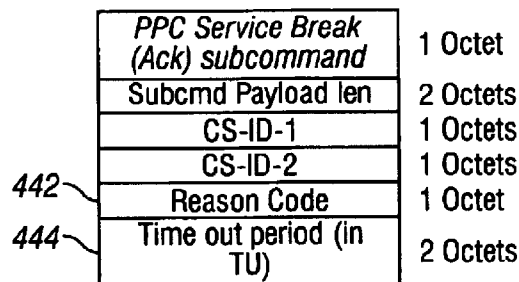 PPC Service Break
(Ack) subcommand
1 Octet
Subcmd Payload len
2 Octets
CS-ID-1
1 Octets
CS-ID-2
1 Octets
442
Reason Code
1 Octet
444
Time out period (in
TU)
2 Octets